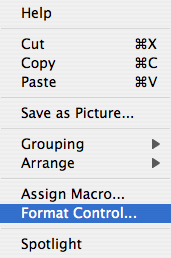 Help
Cut ⌘X
Copy ⌘C
Paste ⌘V
Save as Picture...
Grouping
Arrange
Assign Macro...
Format Control...
Spotlight